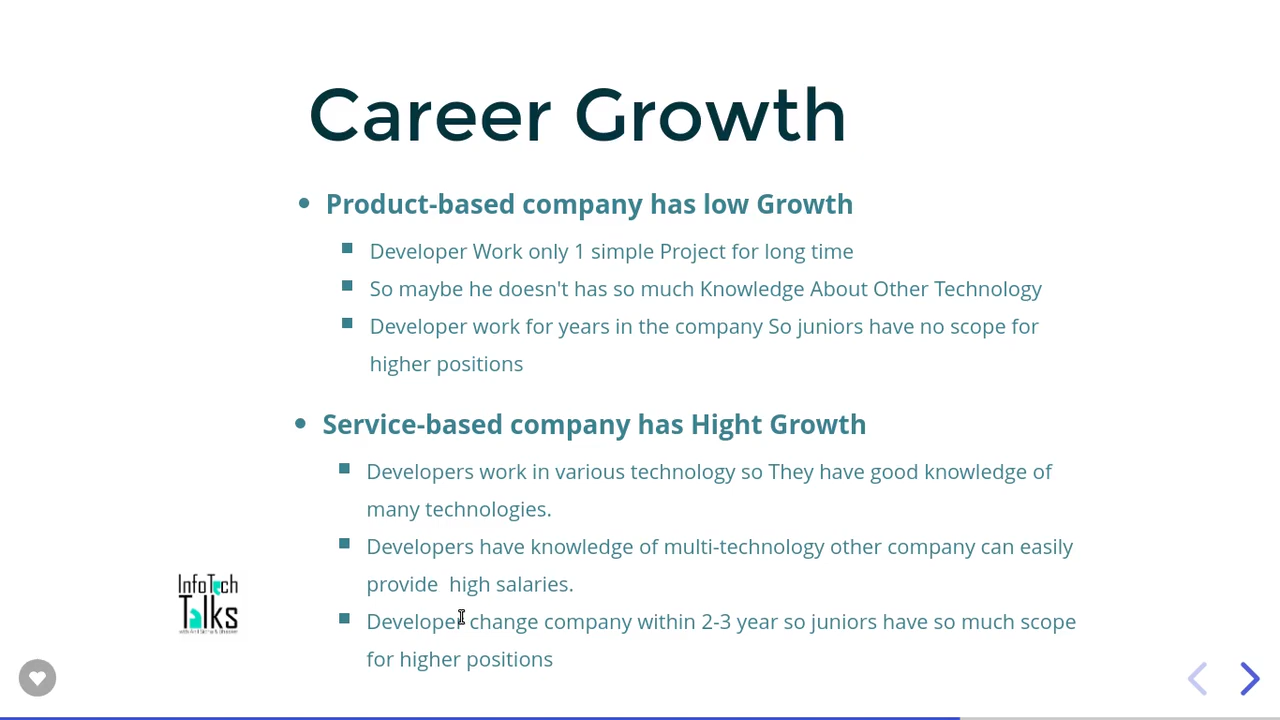 Career Growth
Product-based company has low Growth
Developer Work only 1 simple Project for long time
So maybe he doesn't has so much Knowledge About Other Technology
Developer work for years in the company So juniors have no scope for
higher positions
Service-based company has Hight Growth
Developers work in various technology so They have good knowledge of
many technologies.
Developers have knowledge of multi-technology other company can easily
provide  high salaries.
Developer change company within 2-3 year so juniors have so much scope
for higher positions
InfoTech
Talks